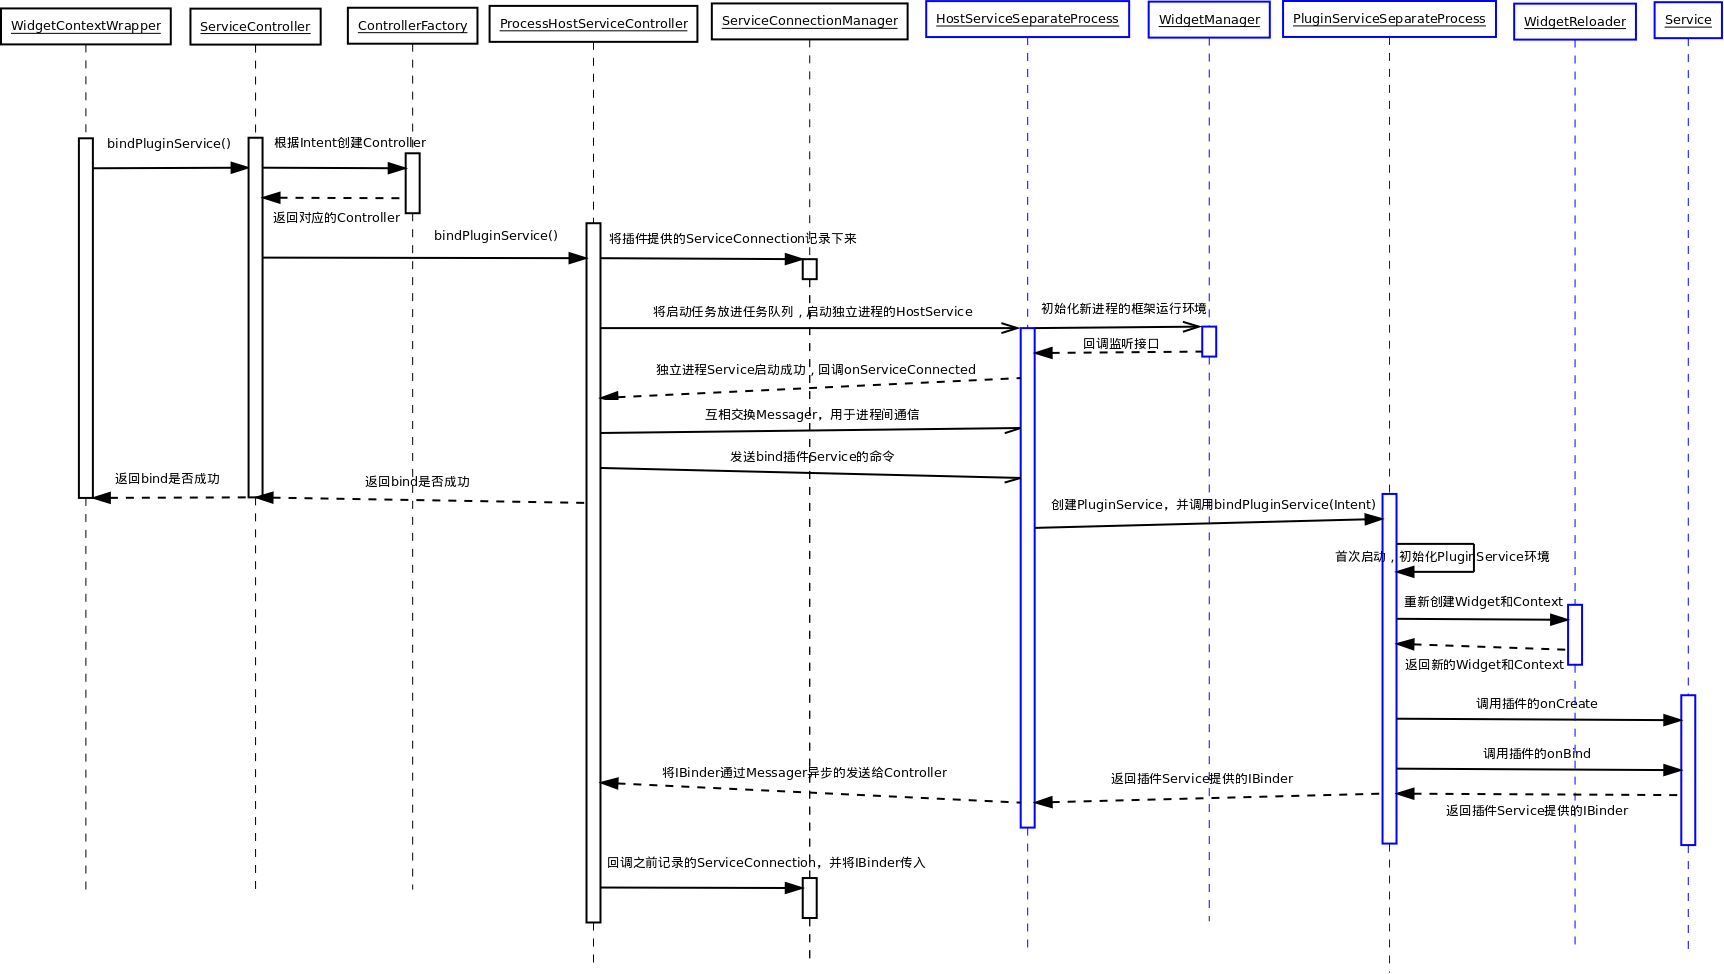 WidgetContextWrapper
ServiceController
ControllerFactory
ProcessHostServiceController
ServiceConnectionManager
HostServiceSeparateProcess
WidgetManager
PluginServiceSeparateProcess
WidgetReloader
Service
bindPluginService()
根据Intent创建Controller
返回对应的Controller
bindPluginService()
将插件提供的ServiceConnection记录下来
将启动任务放进任务队列，启动独立进程的HostService
初始化新进程的框架运行环境
回调监听接口
独立进程Service启动成功，回调onServiceConnected
互相交换Messager，用于进程间通信
发送bind插件Service的命令
返回bind是否成功
返回bind是否成功
创建PluginService，并调用bindPluginService(Intent)
首次启动，初始化PluginService环境
重新创建Widget和Context
返回新的Widget和Context
调用插件的onCreate
调用插件的onBind
将IBinder通过Messager异步的发送给Controller
返回插件Service提供的IBinder
返回插件Service提供的IBinder
回调之前记录的ServiceConnection，并将IBinder传入